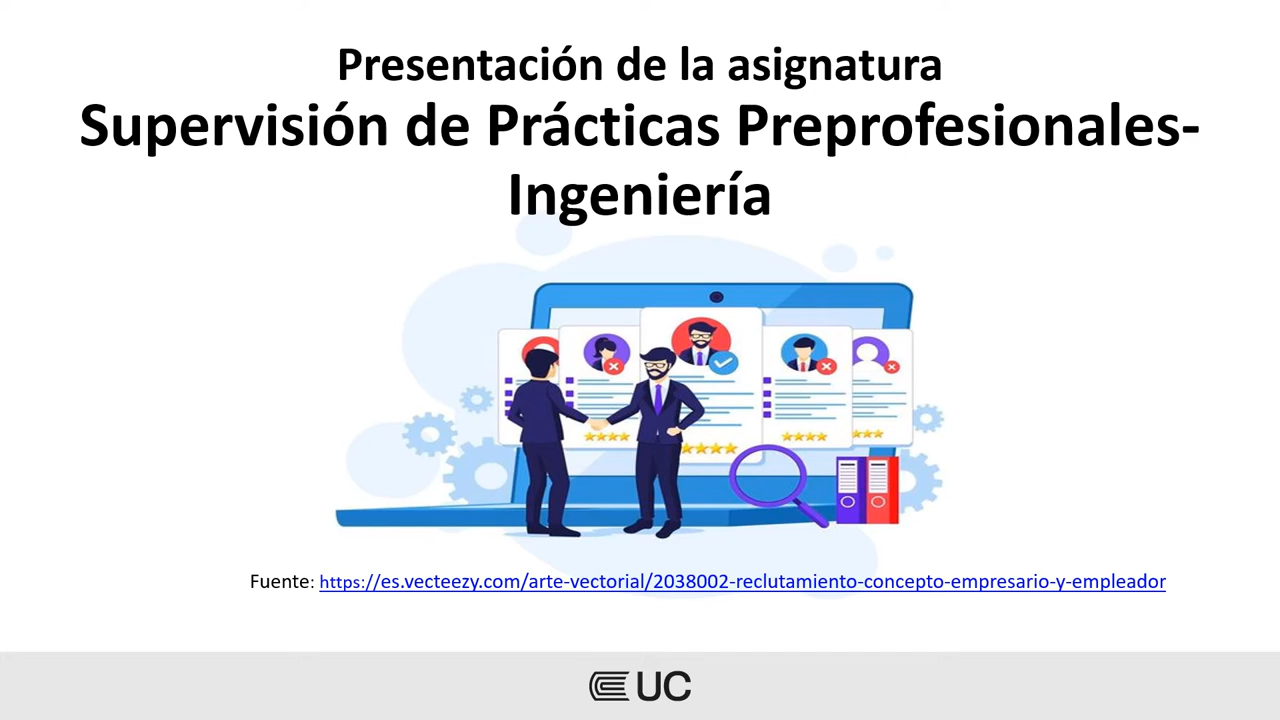 Presentación de la asignatura
Supervisión de Prácticas Preprofesionales-
Ingeniería
Fuente: https://es.vecteezy.com/arte-vectorial/2038002-reclutamiento-concepto-empresario-y-empleador
UC